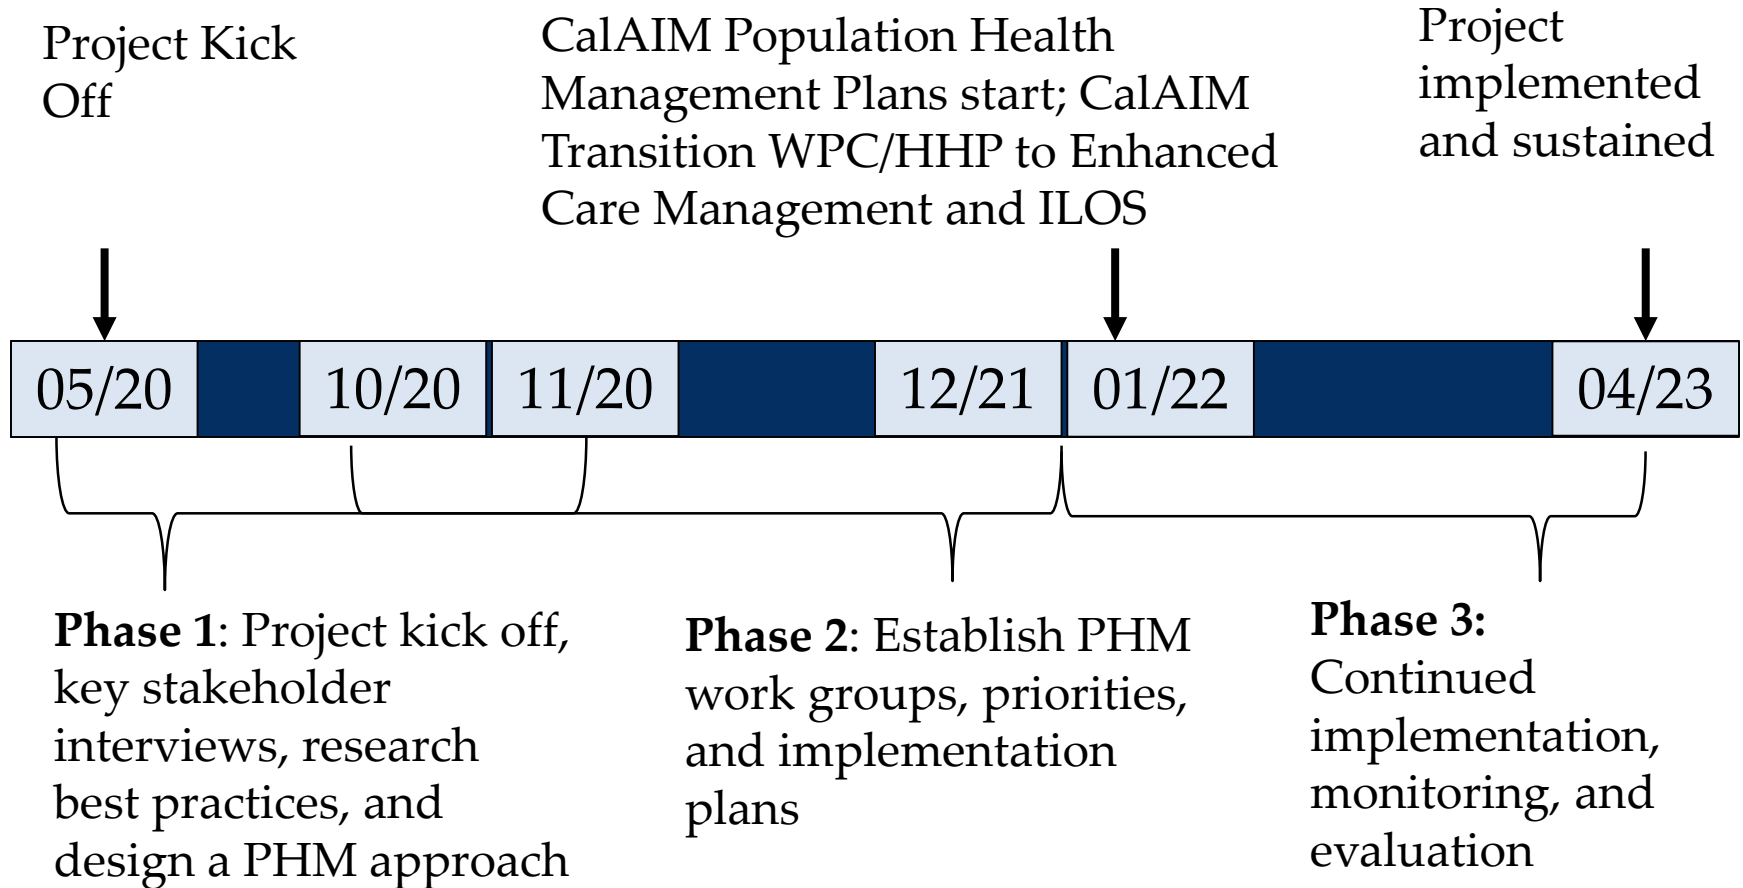 Project Kick
Off
CalAIM Population Health
Management Plans start; CalAIM
Transition WPC/HHP to Enhanced
Care Management and ILOS
Project
implemented
and sustained
05/20
10/20
11/20
12/21
01/22
04/23
Phase 1: Project kick off,
key stakeholder
interviews, research
best practices, and
design a PHM approach
Phase 2: Establish PHM
work groups, priorities,
and implementation
plans
Phase 3:
Continued
implementation,
monitoring, and
evaluation